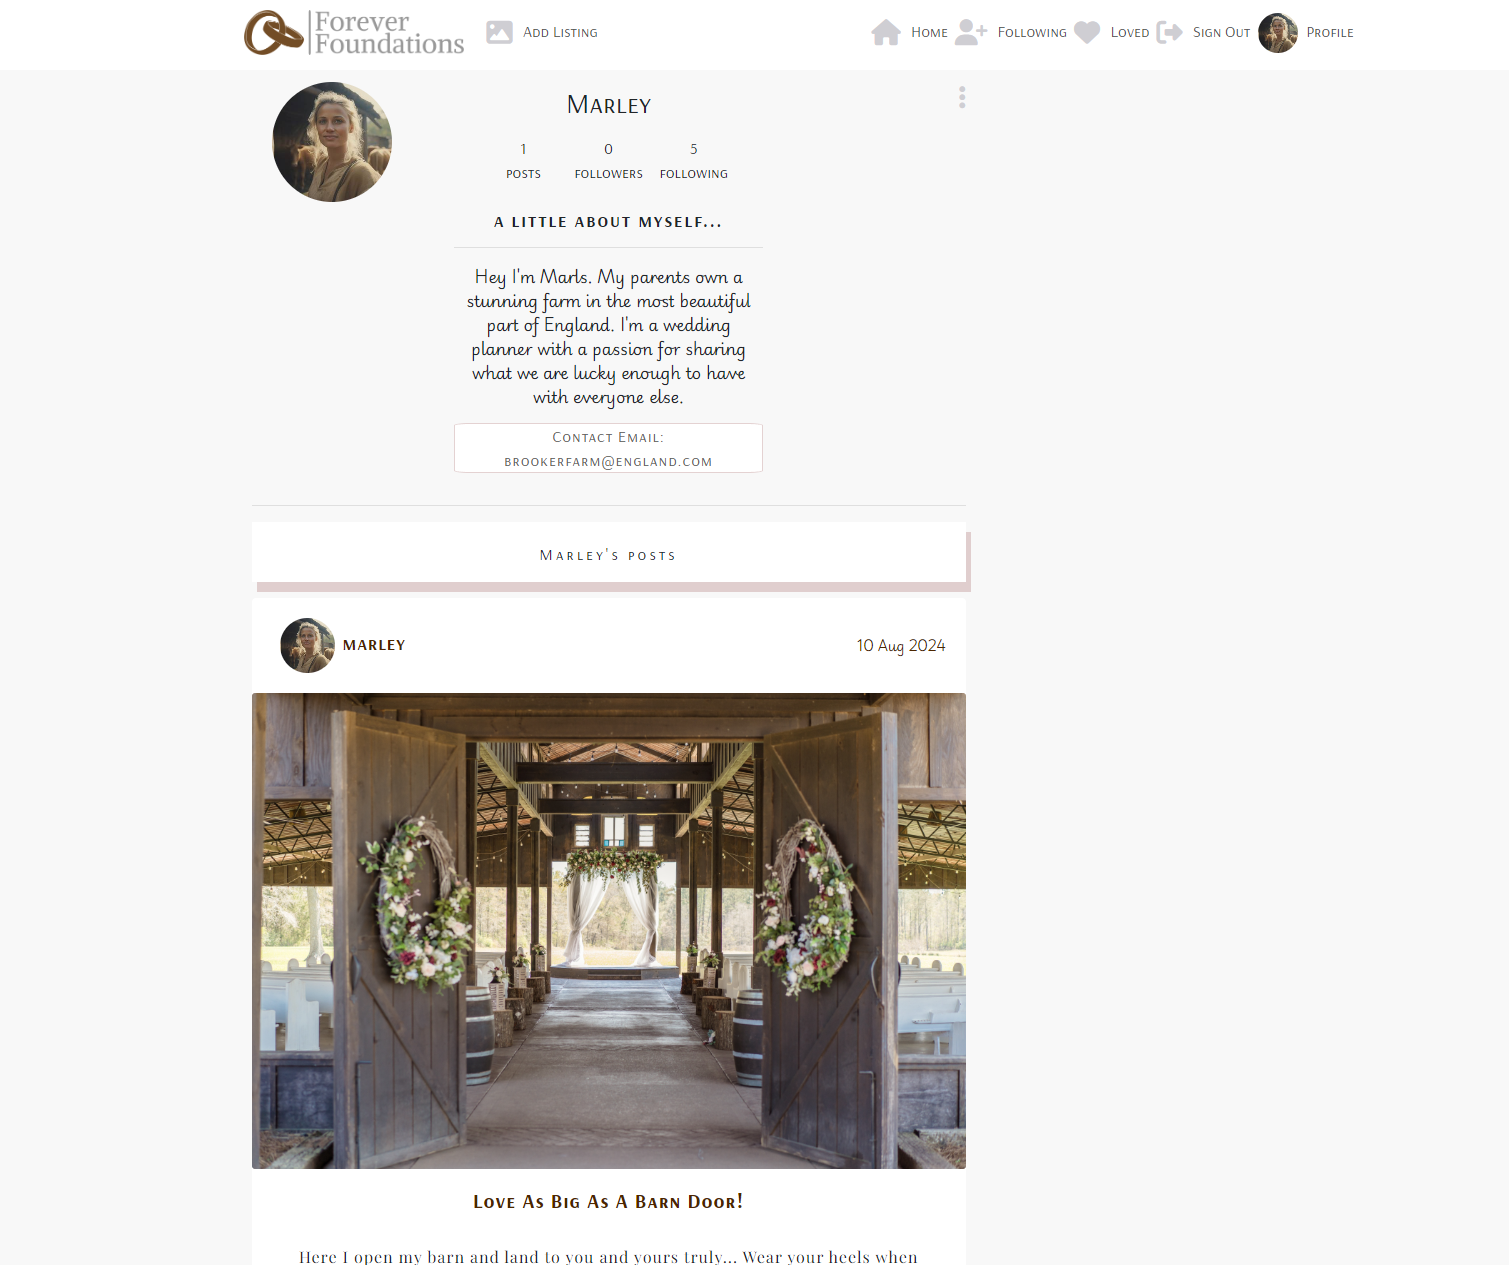 Forever
Foundations
Add Listing
Home
Following
Loved
Sign Out
Profile
Marley
1
0
5
posts
followers
following
A LITTLE ABOUT MYSELF...
Hey I'm Marls. My parents own a
stunning farm in the most beautiful
part of England. I'm a wedding
planner with a passion for sharing
what we are lucky enough to have
with everyone else.
Contact Email:
brookerfarm@england.com
Marley's posts
MARLEY
10 Aug 2024
Love As Big As A Barn Door!
Here I open my barn and land to you and yours truly... Wear your heels when